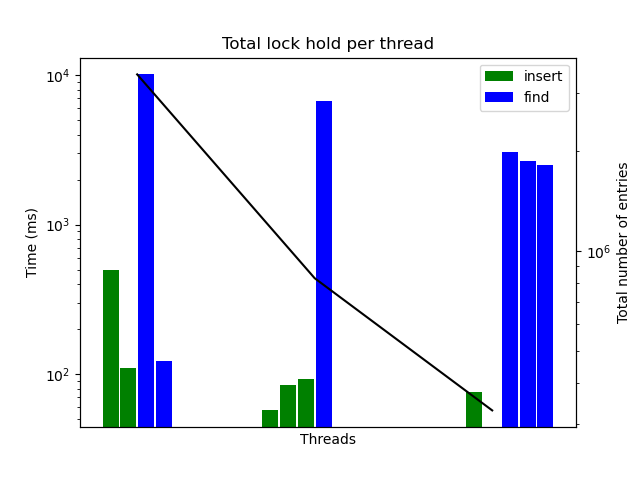 Total lock hold per thread
insert
find
10⁴
10³
10²
Time (ms)
10⁶
Total number of entries
Threads